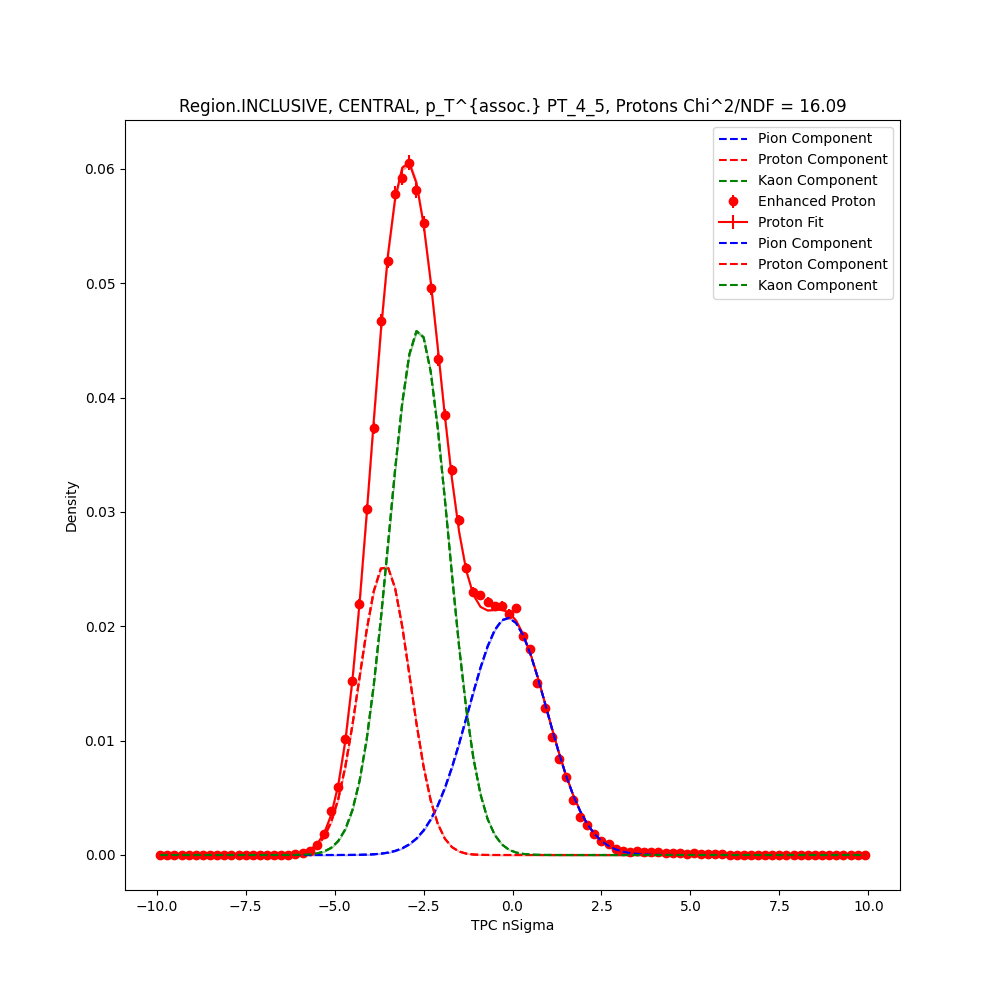 Region.INCLUSIVE, CENTRAL, p_T^{assoc.} PT_4_5, Protons Chi^2/NDF = 16.09
Pion Component
Proton Component
Kaon Component
Enhanced Proton
Proton Fit
Pion Component
Proton Component
Kaon Component
0.06
0.05
0.04
0.03
0.02
0.01
0.00
Density
−10.0 −7.5 −5.0 −2.5 0.0 2.5 5.0 7.5 10.0
TPC nSigma